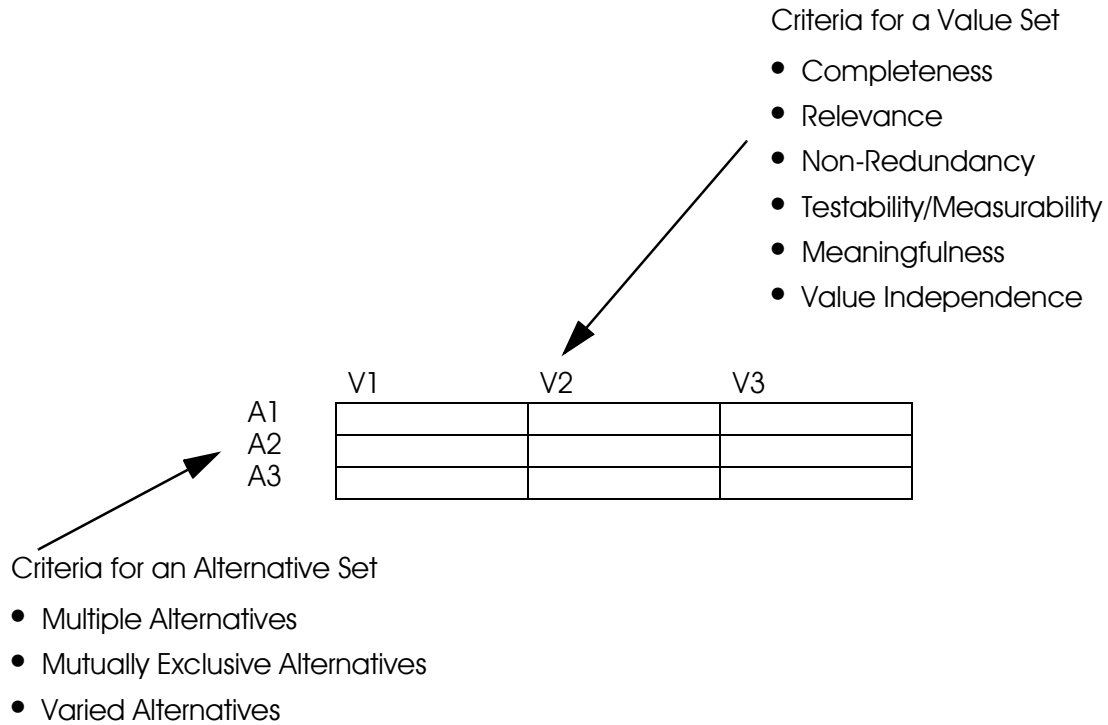 Criteria for a Value Set
• Completeness
• Relevance
• Non-Redundancy
• Testability/Measurability
• Meaningfulness
• Value Independence
V1 V2 V3
A1
A2
A3
Criteria for an Alternative Set
• Multiple Alternatives
• Mutually Exclusive Alternatives
• Varied Alternatives